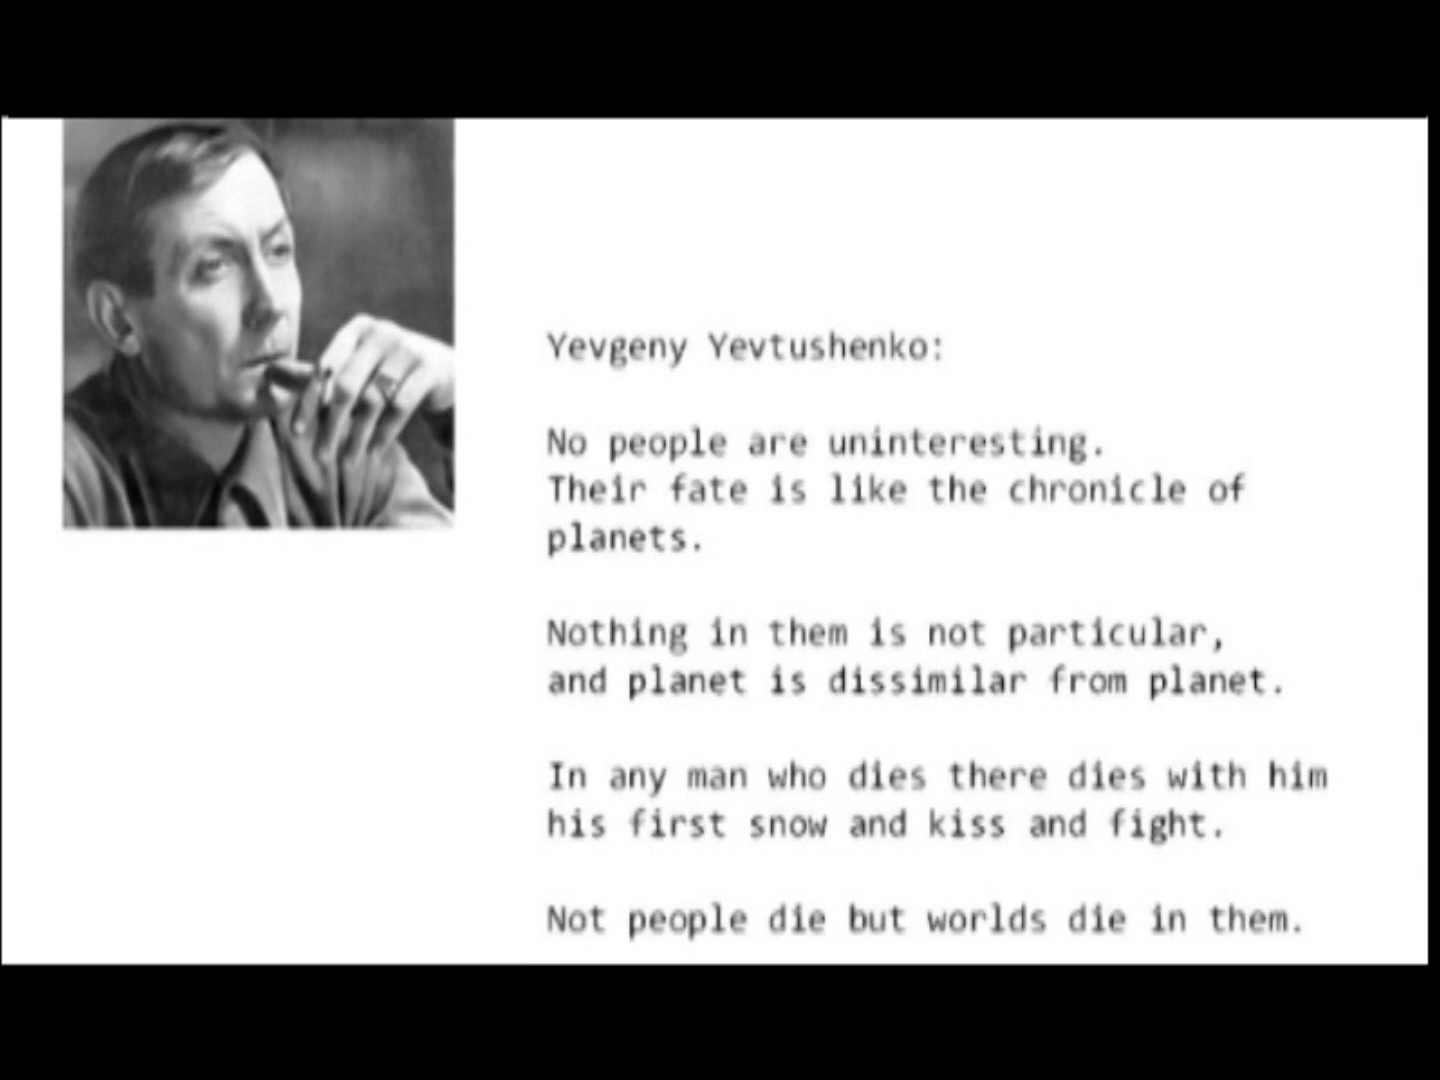 Yevgeny Yevtushenko:
No people are uninteresting.
Their fate is like the chronicle of
planets.
Nothing in them is not particular,
and planet is dissimilar from planet.
In any man who dies there dies with him
his first snow and kiss and fight.
Not people die but worlds die in them.